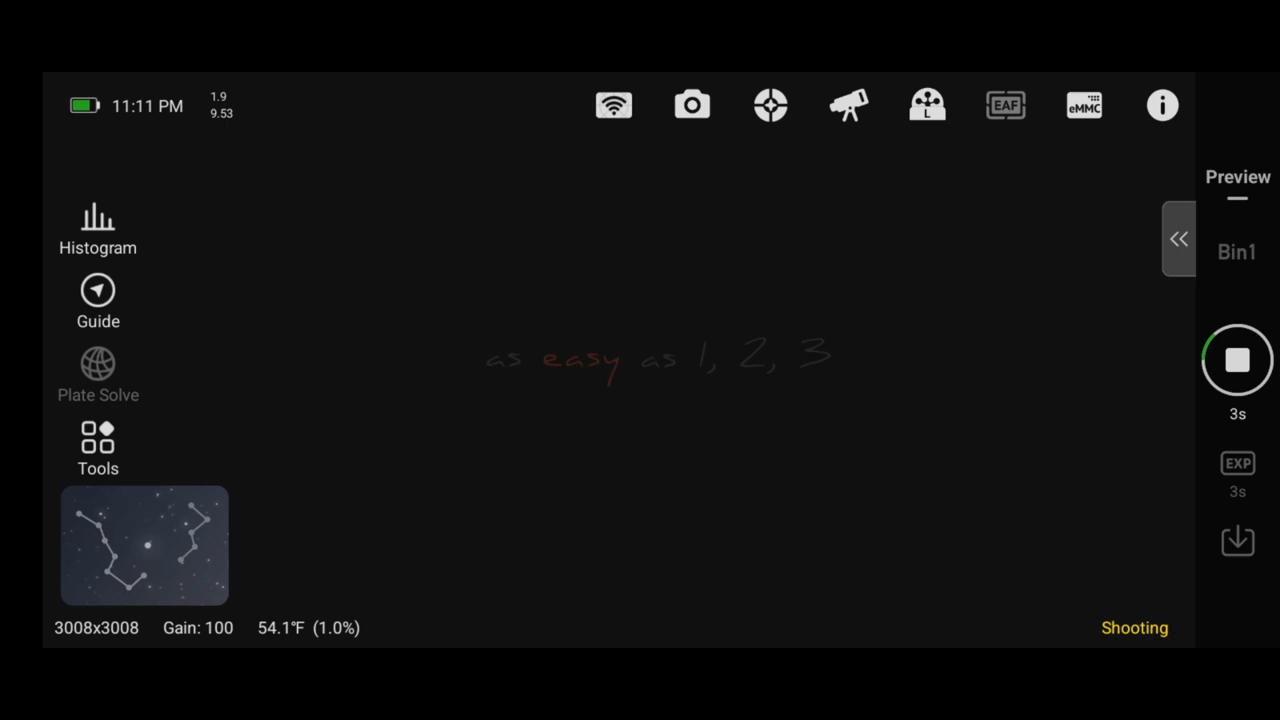 11:11 PM
1.9
9.53
L
EAF
eMMC
Preview
Histogram
Bin1
Guide
as easy as 1, 2, 3
Plate Solve
3s
Tools
EXP
3s
3008x3008 Gain: 100 54.1°F (1.0%)
Shooting